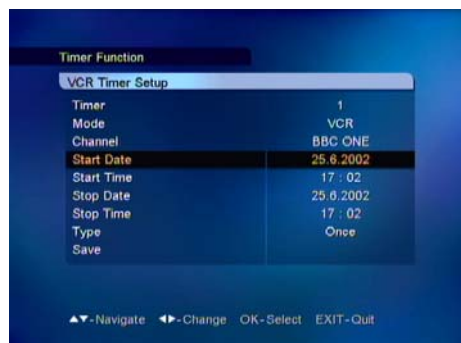 Timer Function
VCR Timer Setup
Timer 1
Mode VCR
Channel BBC ONE
Start Date 25.6.2002
Start Time 17 : 02
Stop Date 25.6.2002
Stop Time 17 : 02
Type Once
Save
▲▼-Navigate ◀▶-Change OK-Select EXIT-Quit